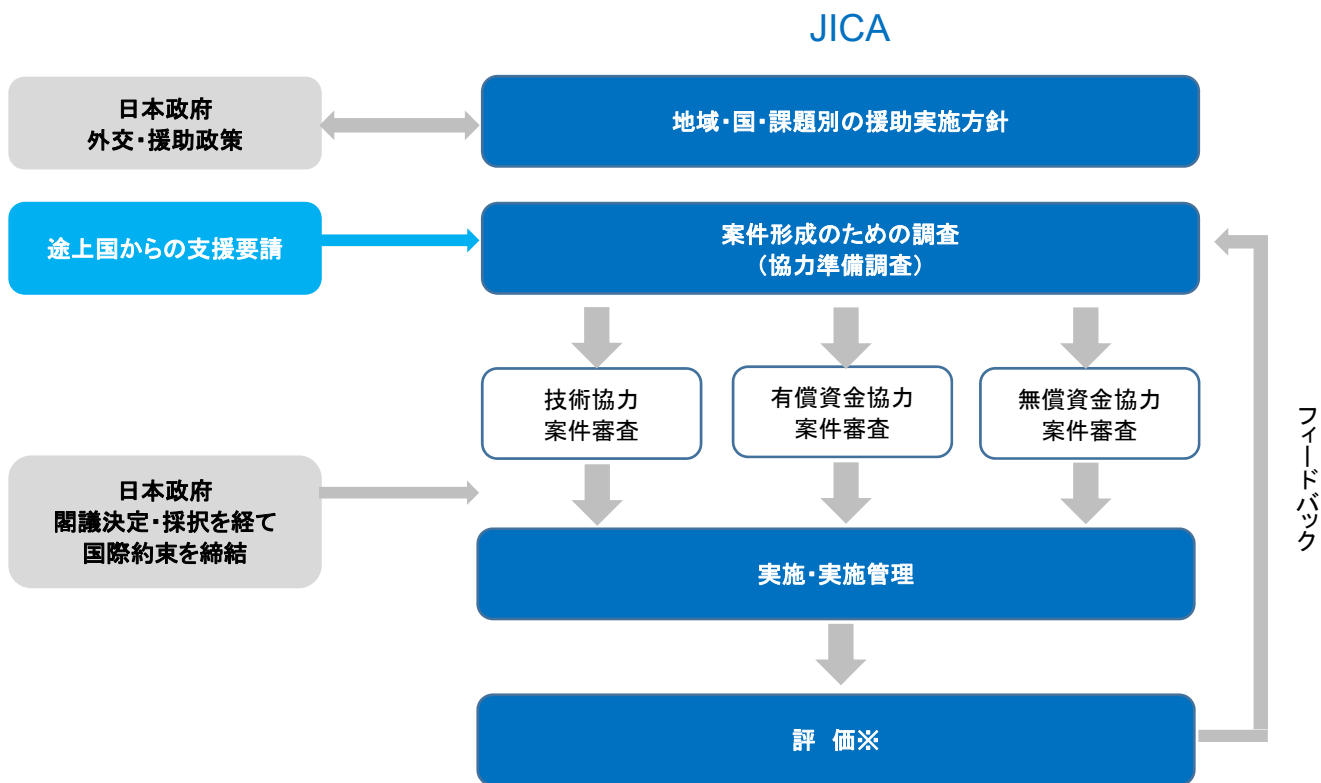 JICA
日本政府
外交・援助政策
地域・国・課題別の援助実施方針
途上国からの支援要請
案件形成のための調査
（協力準備調査）
技術協力
案件審査
有償資金協力
案件審査
無償資金協力
案件審査
日本政府
閣議決定・採択を経て
国際約束を締結
実施・実施管理
評　価※
フィードバック